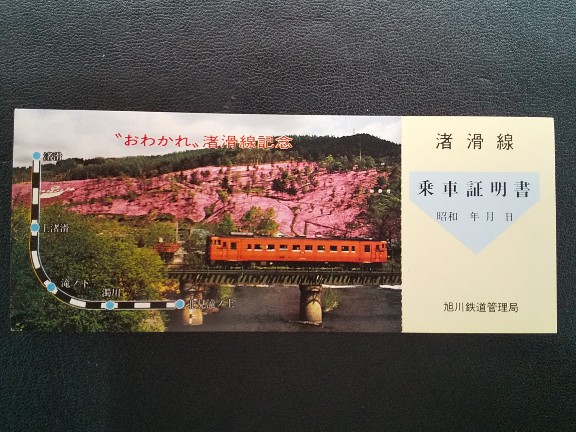 〝おわかれ〟渚滑線記念
渚滑
上渚滑
滝ノ下
濁川
北見滝ノ上
渚滑線
乗車証明書
昭和 年 月 日
旭川鉄道管理局